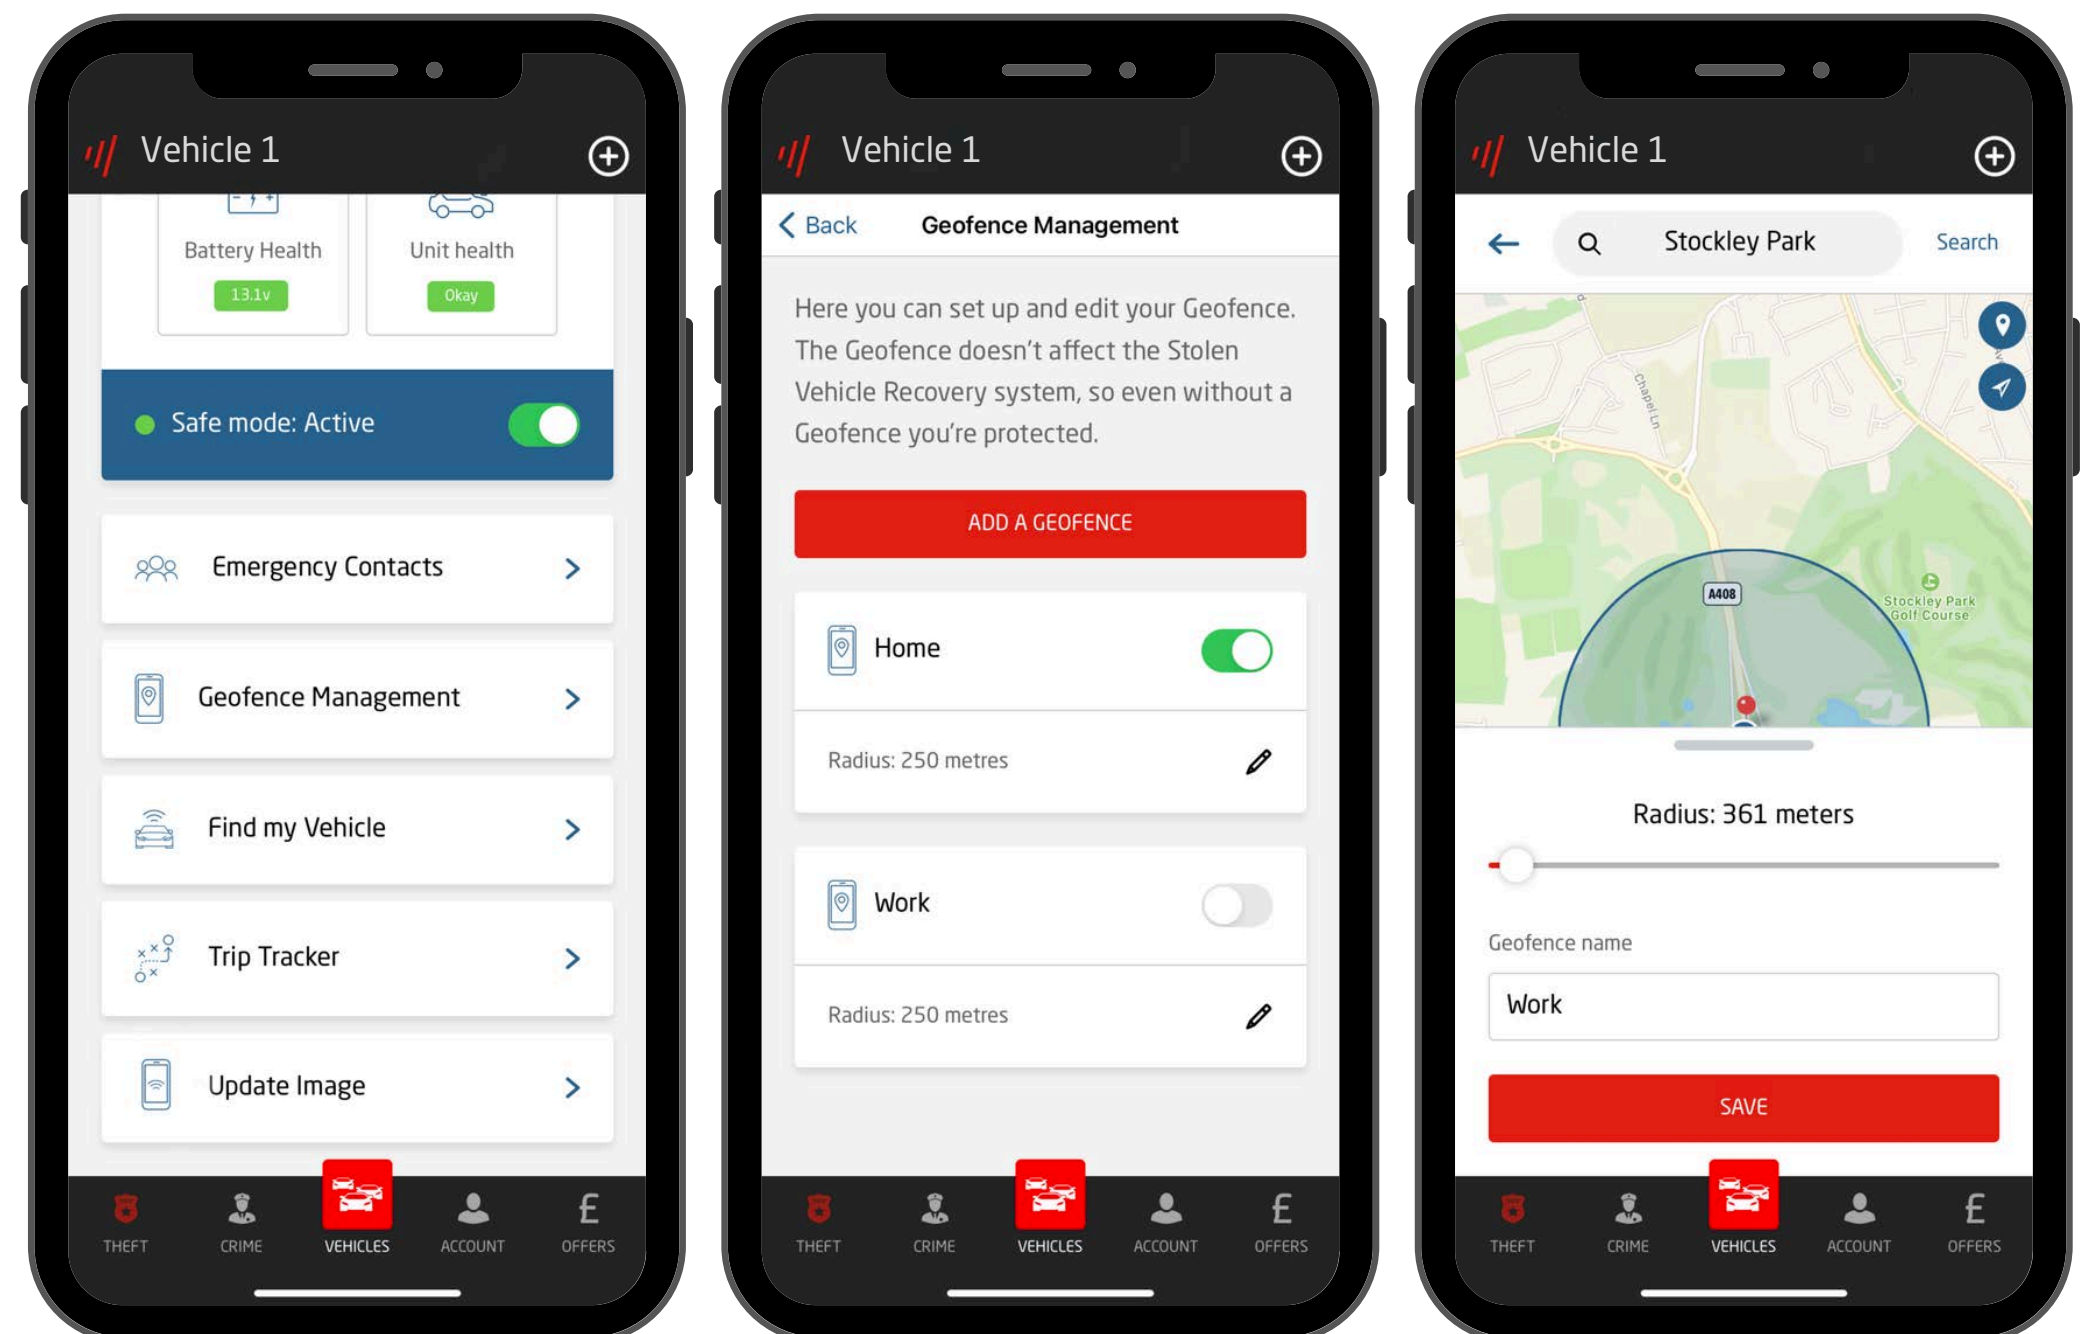 Vehicle 1
Battery Health
Unit health
13.1v
Okay
Safe mode: Active
Emergency Contacts
Geofence Management
Find my Vehicle
Trip Tracker
Update Image
THEFT
CRIME
VEHICLES
ACCOUNT
OFFERS
Vehicle 1
Back
Geofence Management
Here you can set up and edit your Geofence.
The Geofence doesn't affect the Stolen
Vehicle Recovery system, so even without a
Geofence you're protected.
ADD A GEOFENCE
Home
Radius: 250 metres
Work
Radius: 250 metres
THEFT
CRIME
VEHICLES
ACCOUNT
£
OFFERS
Vehicle 1
Stockley Park
Search
Chapel Ln
A408
Stockley Park
Golf Course
Radius: 361 meters
Geofence name
Work
SAVE
THEFT
CRIME
VEHICLES
ACCOUNT
£
OFFERS